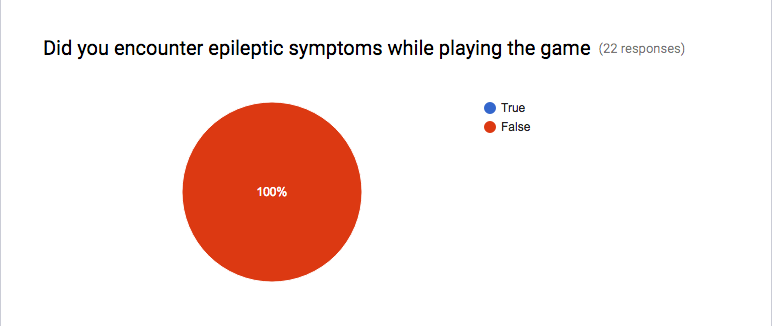 Did you encounter epileptic symptoms while playing the game (22 responses)
True
False
100%